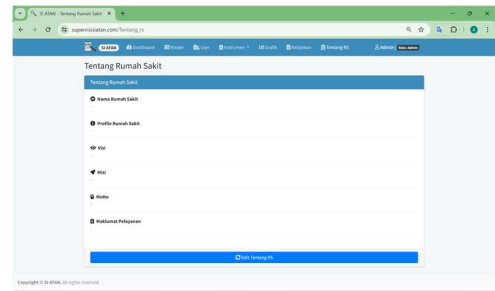 SI ATAN - Tentang Rumah Sakit
supervisisiatan.com/Tentang_rs
SI ATAN Dashboard Master User Instrumen Grafik Kebijakan Tentang RS Admin
Tentang Rumah Sakit
Tentang Rumah Sakit
Nama Rumah Sakit
-
Profile Rumah Sakit
-
Visi
-
Misi
-
Motto
-
Maklumat Pelayanan
-
Edit Tentang RS
Copyright © SI ATAN. All rights reserved.